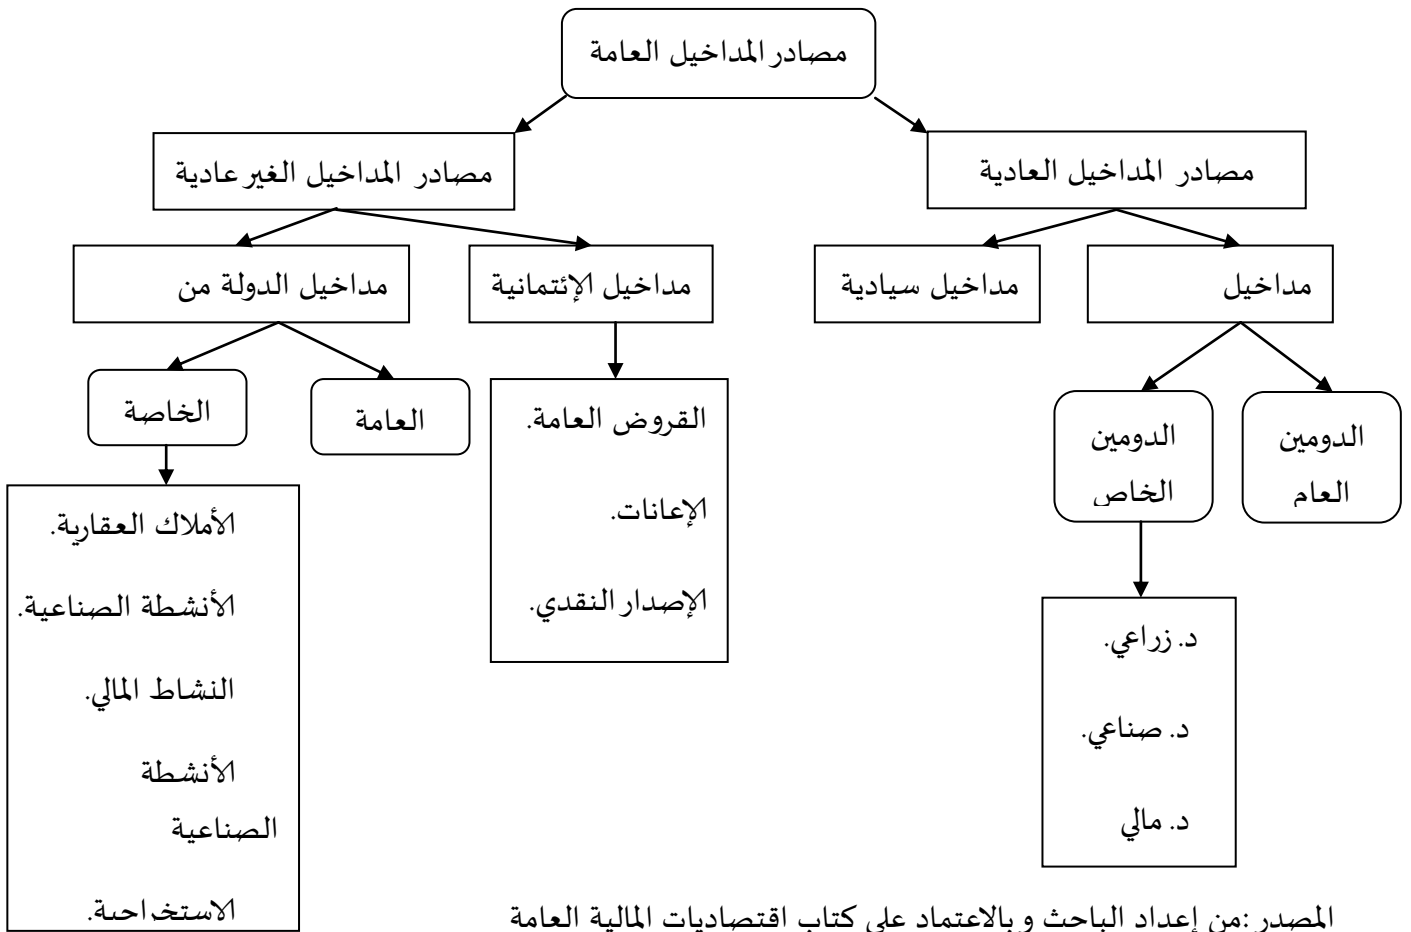 مصادر المداخيل العامة
مصادر المداخيل العادية
مصادر المداخيل الغير عادية
مداخيل
مداخيل سيادية
مداخيل الإئتمانية
مداخيل الدولة من
الدومين
العام
الدومين
الخاص
العامة
الخاصة
د. زراعي.
د. صناعي.
د. مالي
القروض العامة.
الإعانات.
الإصدار النقدي.
الأملاك العقارية.
الأنشطة الصناعية.
النشاط المالي.
الأنشطة
الصناعية
الاستخراجية.
المصدر :من إعداد الباحث و بالاعتماد على كتاب اقتصاديات المالية العامة